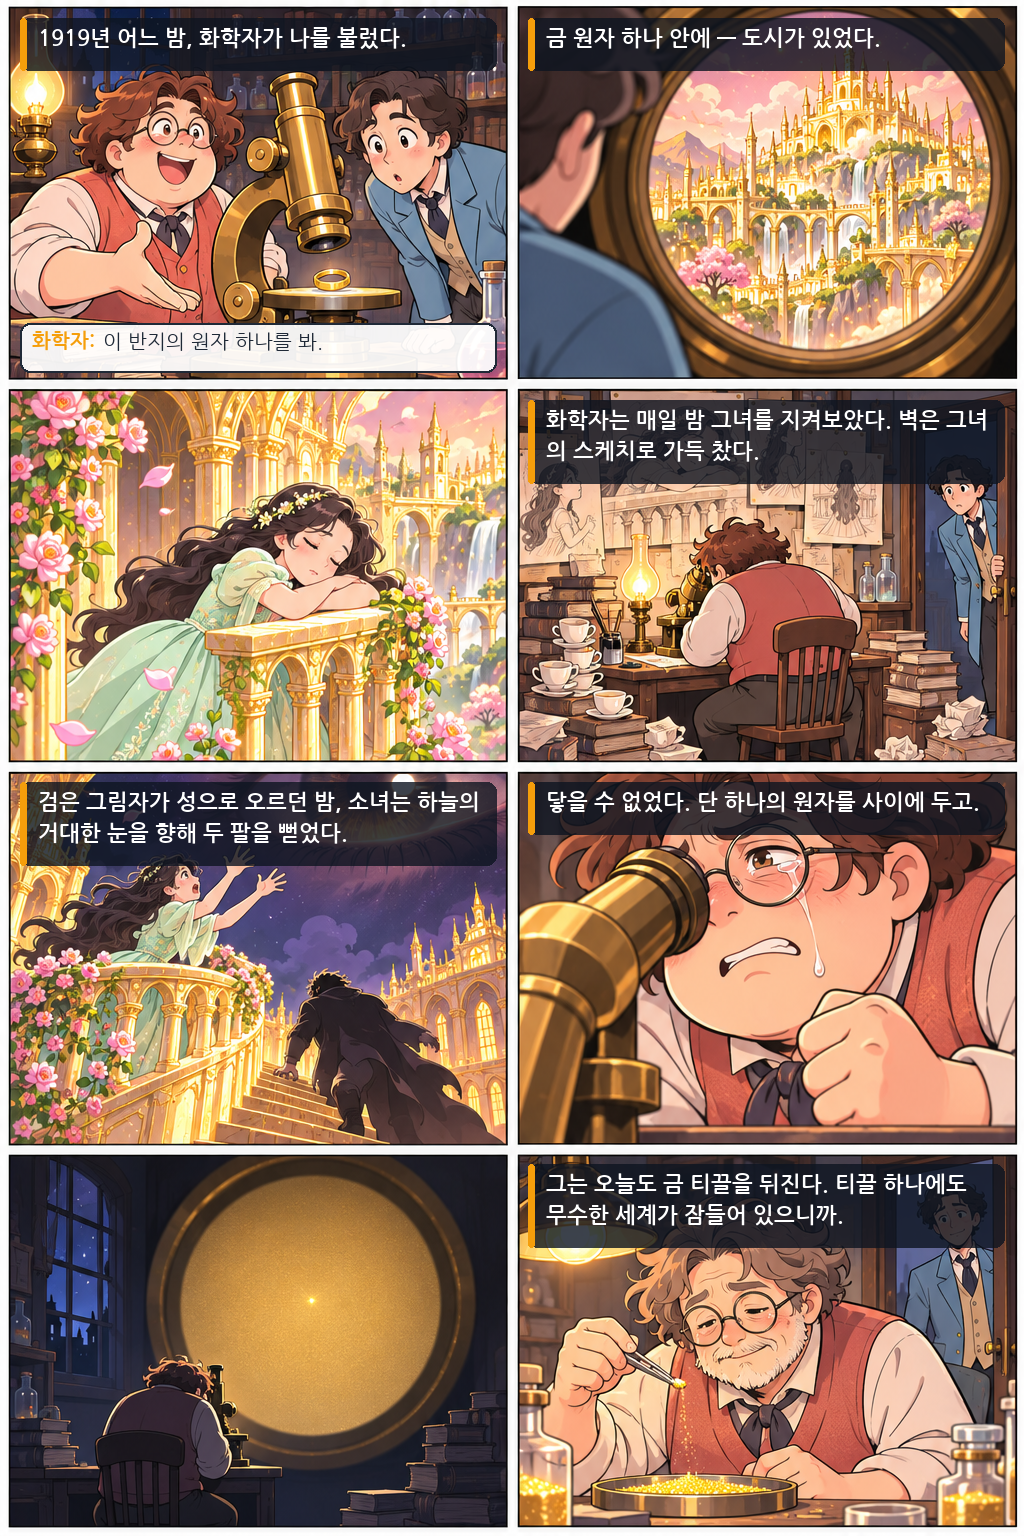 1919년 어느 밤, 화학자가 나를 불렀다.
화학자: 이 반지의 원자 하나를 봐.
금 원자 하나 안에 — 도시가 있었다.
화학자는 매일 밤 그녀를 지켜보았다. 벽은 그녀
의 스케치로 가득 찼다.
검은 그림자가 성으로 오르던 밤, 소녀는 하늘의
거대한 눈을 향해 두 팔을 뻗었다.
닿을 수 없었다. 단 하나의 원자를 사이에 두고.
그는 오늘도 금 티끌을 뒤진다. 티끌 하나에도
무수한 세계가 잠들어 있으니까.